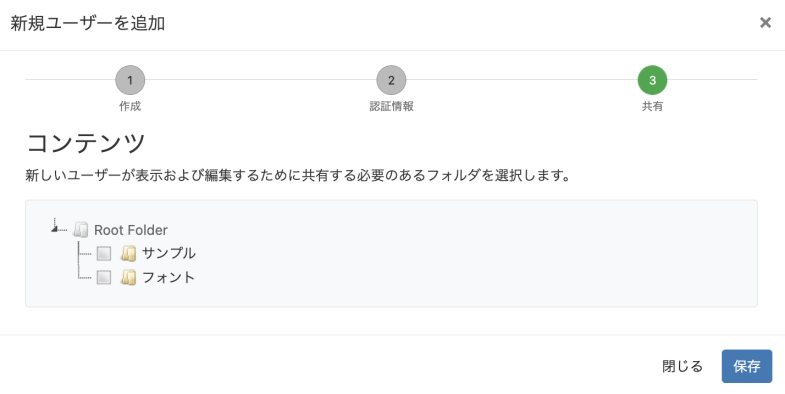 新規ユーザーを追加
×
1
2
3
作成
認証情報
共有
コンテンツ
新しいユーザーが表示および編集するために共有する必要のあるフォルダを選択します。
Root Folder
サンプル
フォント
閉じる
保存